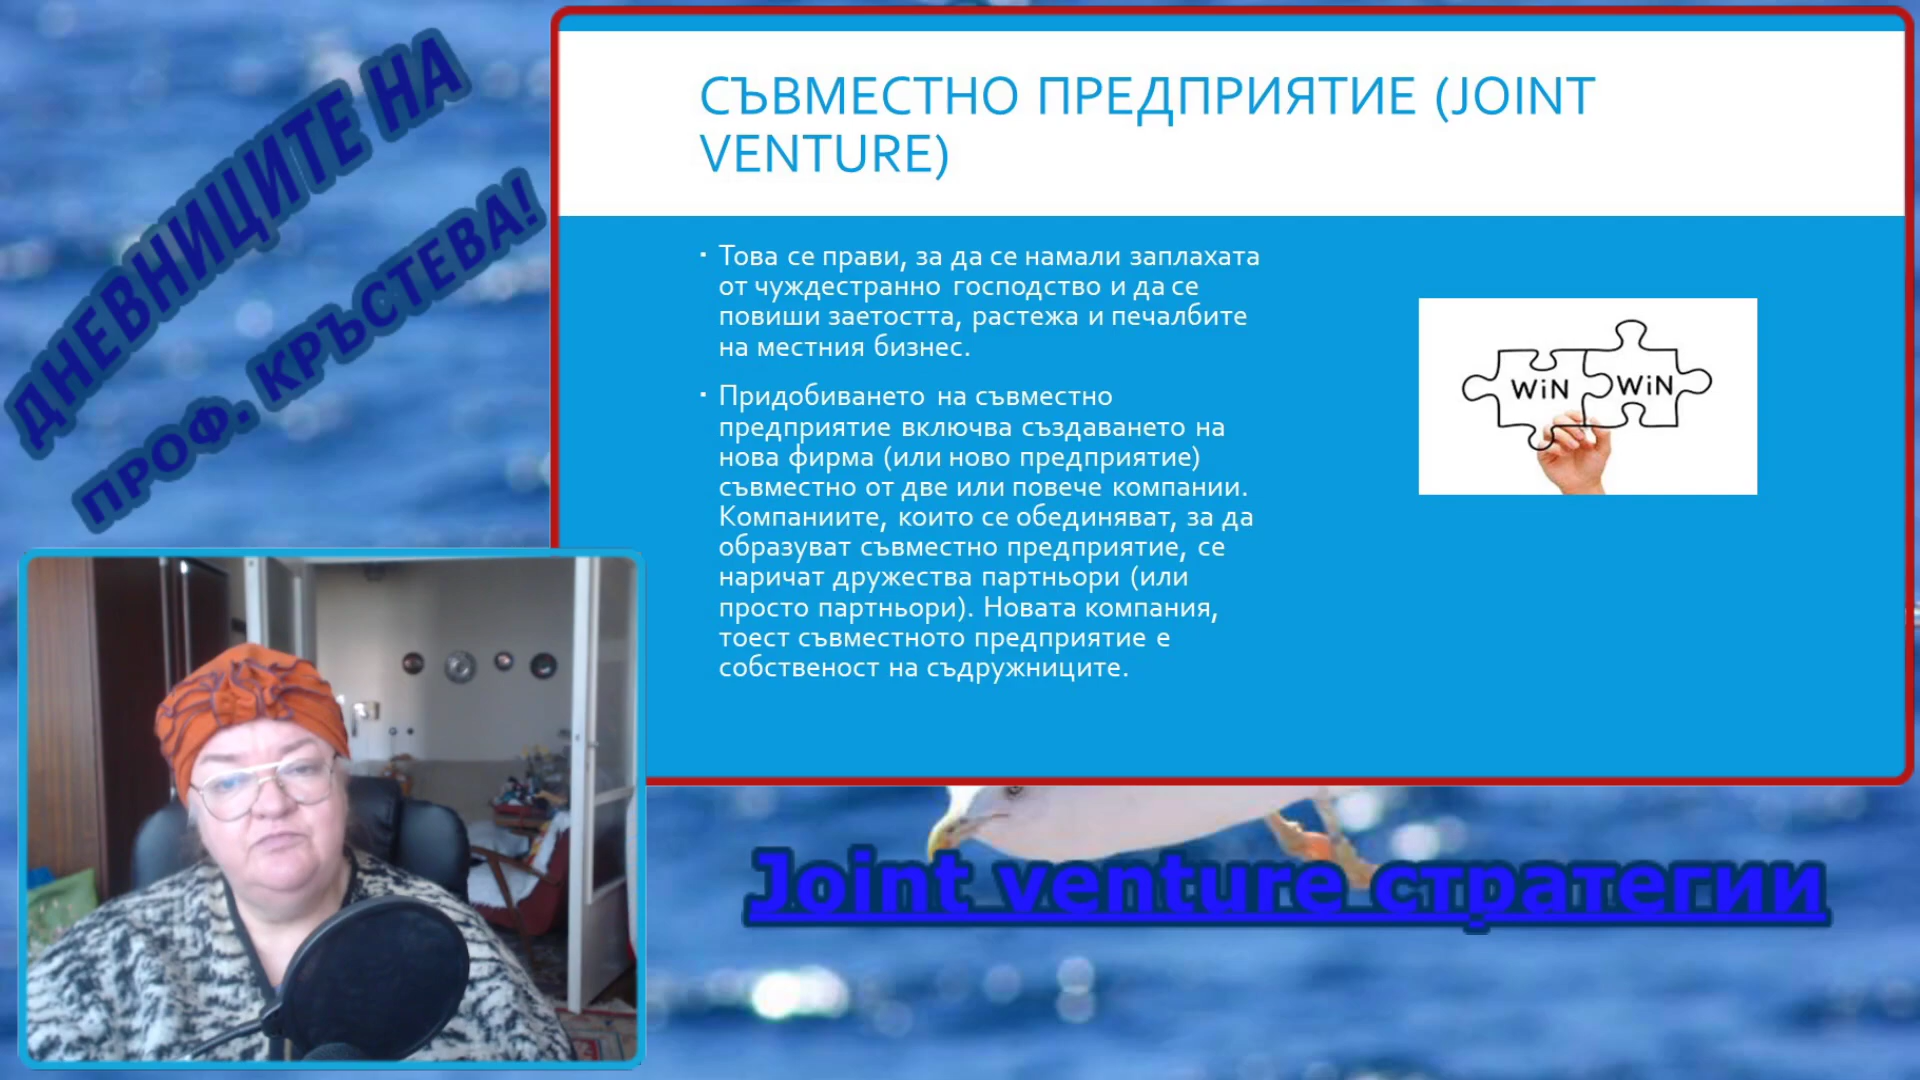 ДНЕВНИЦИТЕ НА
ПРОФ. КРЪСТЕВА!
СЪВМЕСТНО ПРЕДПРИЯТИЕ (JOINT
VENTURE)
▪ Това се прави, за да се намали заплахата
от чуждестранно господство и да се
повиши заетостта, растежа и печалбите
на местния бизнес.
▪ Придобиването на съвместно
предприятие включва създаването на
нова фирма (или ново предприятие)
съвместно от две или повече компании.
Компаниите, които се обединяват, за да
образуват съвместно предприятие, се
наричат дружества партньори (или
просто партньори). Новата компания,
тоест съвместното предприятие е
собственост на съдружниците.
WiN WiN
Joint venture стратегии